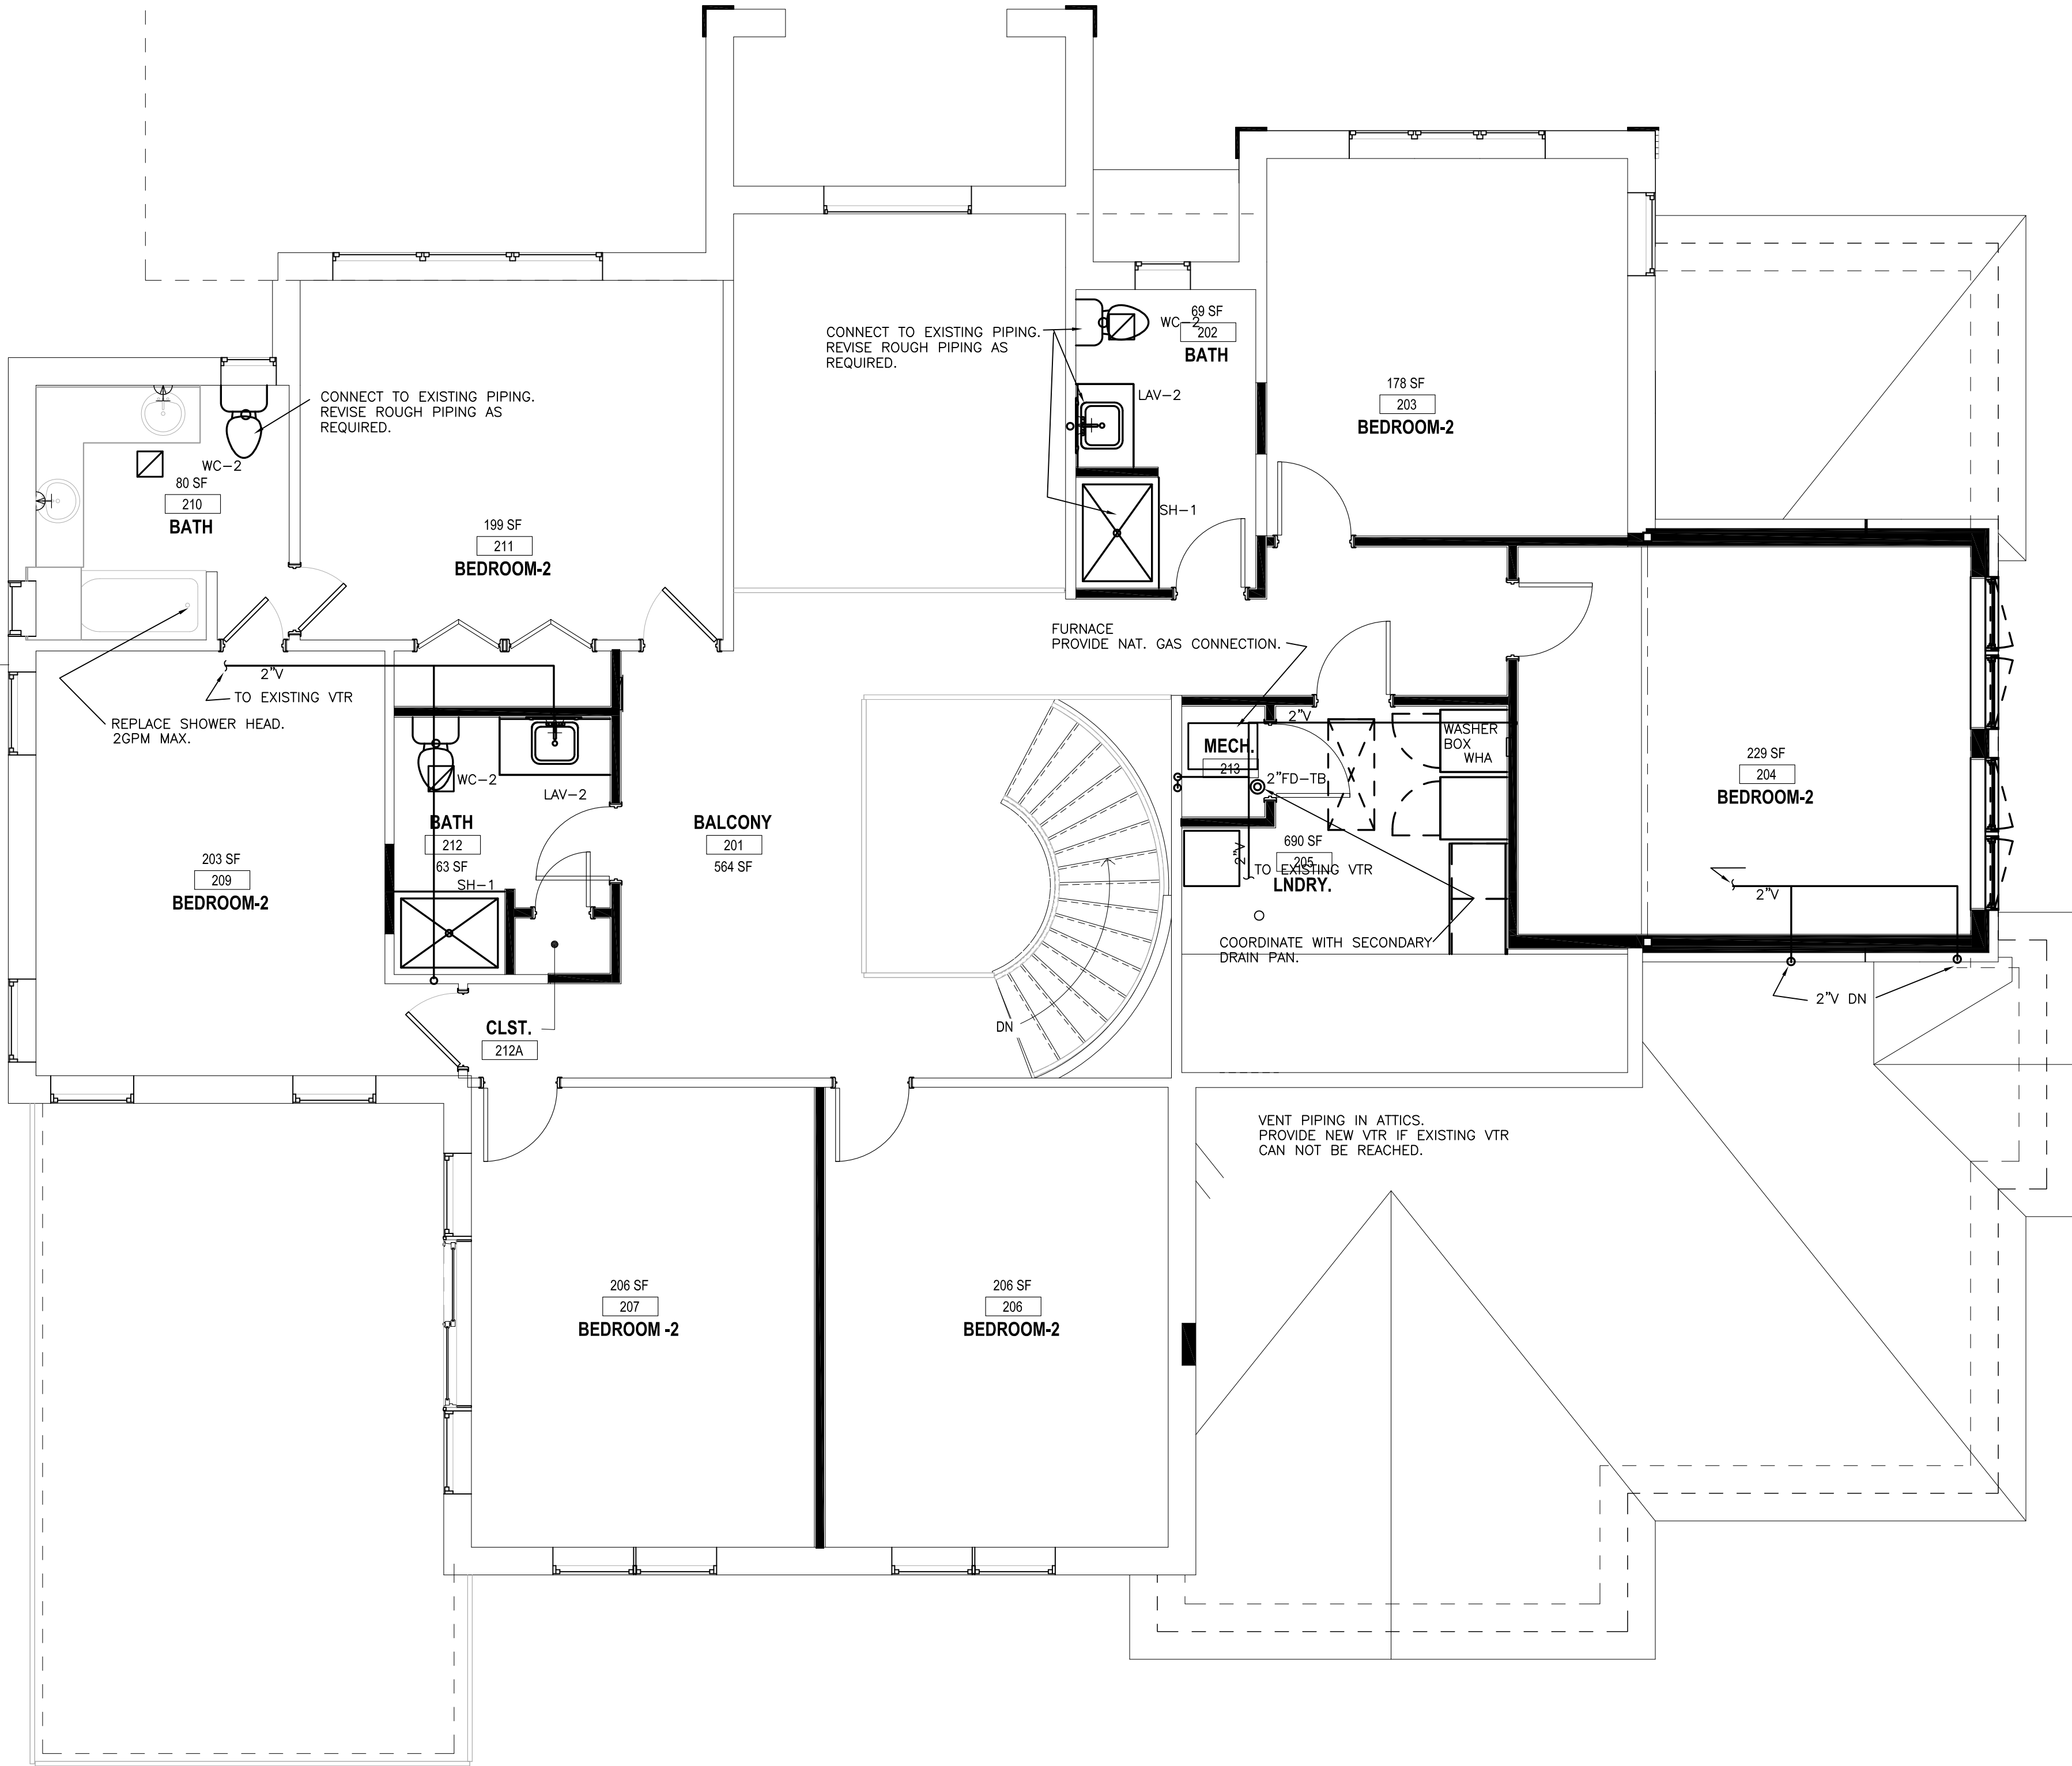 CONNECT TO EXISTING PIPING.
REVISE ROUGH PIPING AS
REQUIRED.
WC-2
69 SF
202
BATH
LAV-2
SH-1
178 SF
203
BEDROOM-2
CONNECT TO EXISTING PIPING.
REVISE ROUGH PIPING AS
REQUIRED.
WC-2
80 SF
210
BATH
199 SF
211
BEDROOM-2
FURNACE
PROVIDE NAT. GAS CONNECTION.
2"V
TO EXISTING VTR
REPLACE SHOWER HEAD.
2GPM MAX.
WC-2
LAV-2
BATH
212
63 SF
SH-1
BALCONY
201
564 SF
203 SF
209
BEDROOM-2
2"V
MECH.
213
2"FD-TB
WASHER
BOX
WHA
690 SF
205
2"V
TO EXISTING VTR
LNDRY.
229 SF
204
BEDROOM-2
2"V
COORDINATE WITH SECONDARY
DRAIN PAN.
2"V DN
DN
CLST.
212A
VENT PIPING IN ATTICS.
PROVIDE NEW VTR IF EXISTING VTR
CAN NOT BE REACHED.
206 SF
207
BEDROOM -2
206 SF
206
BEDROOM-2